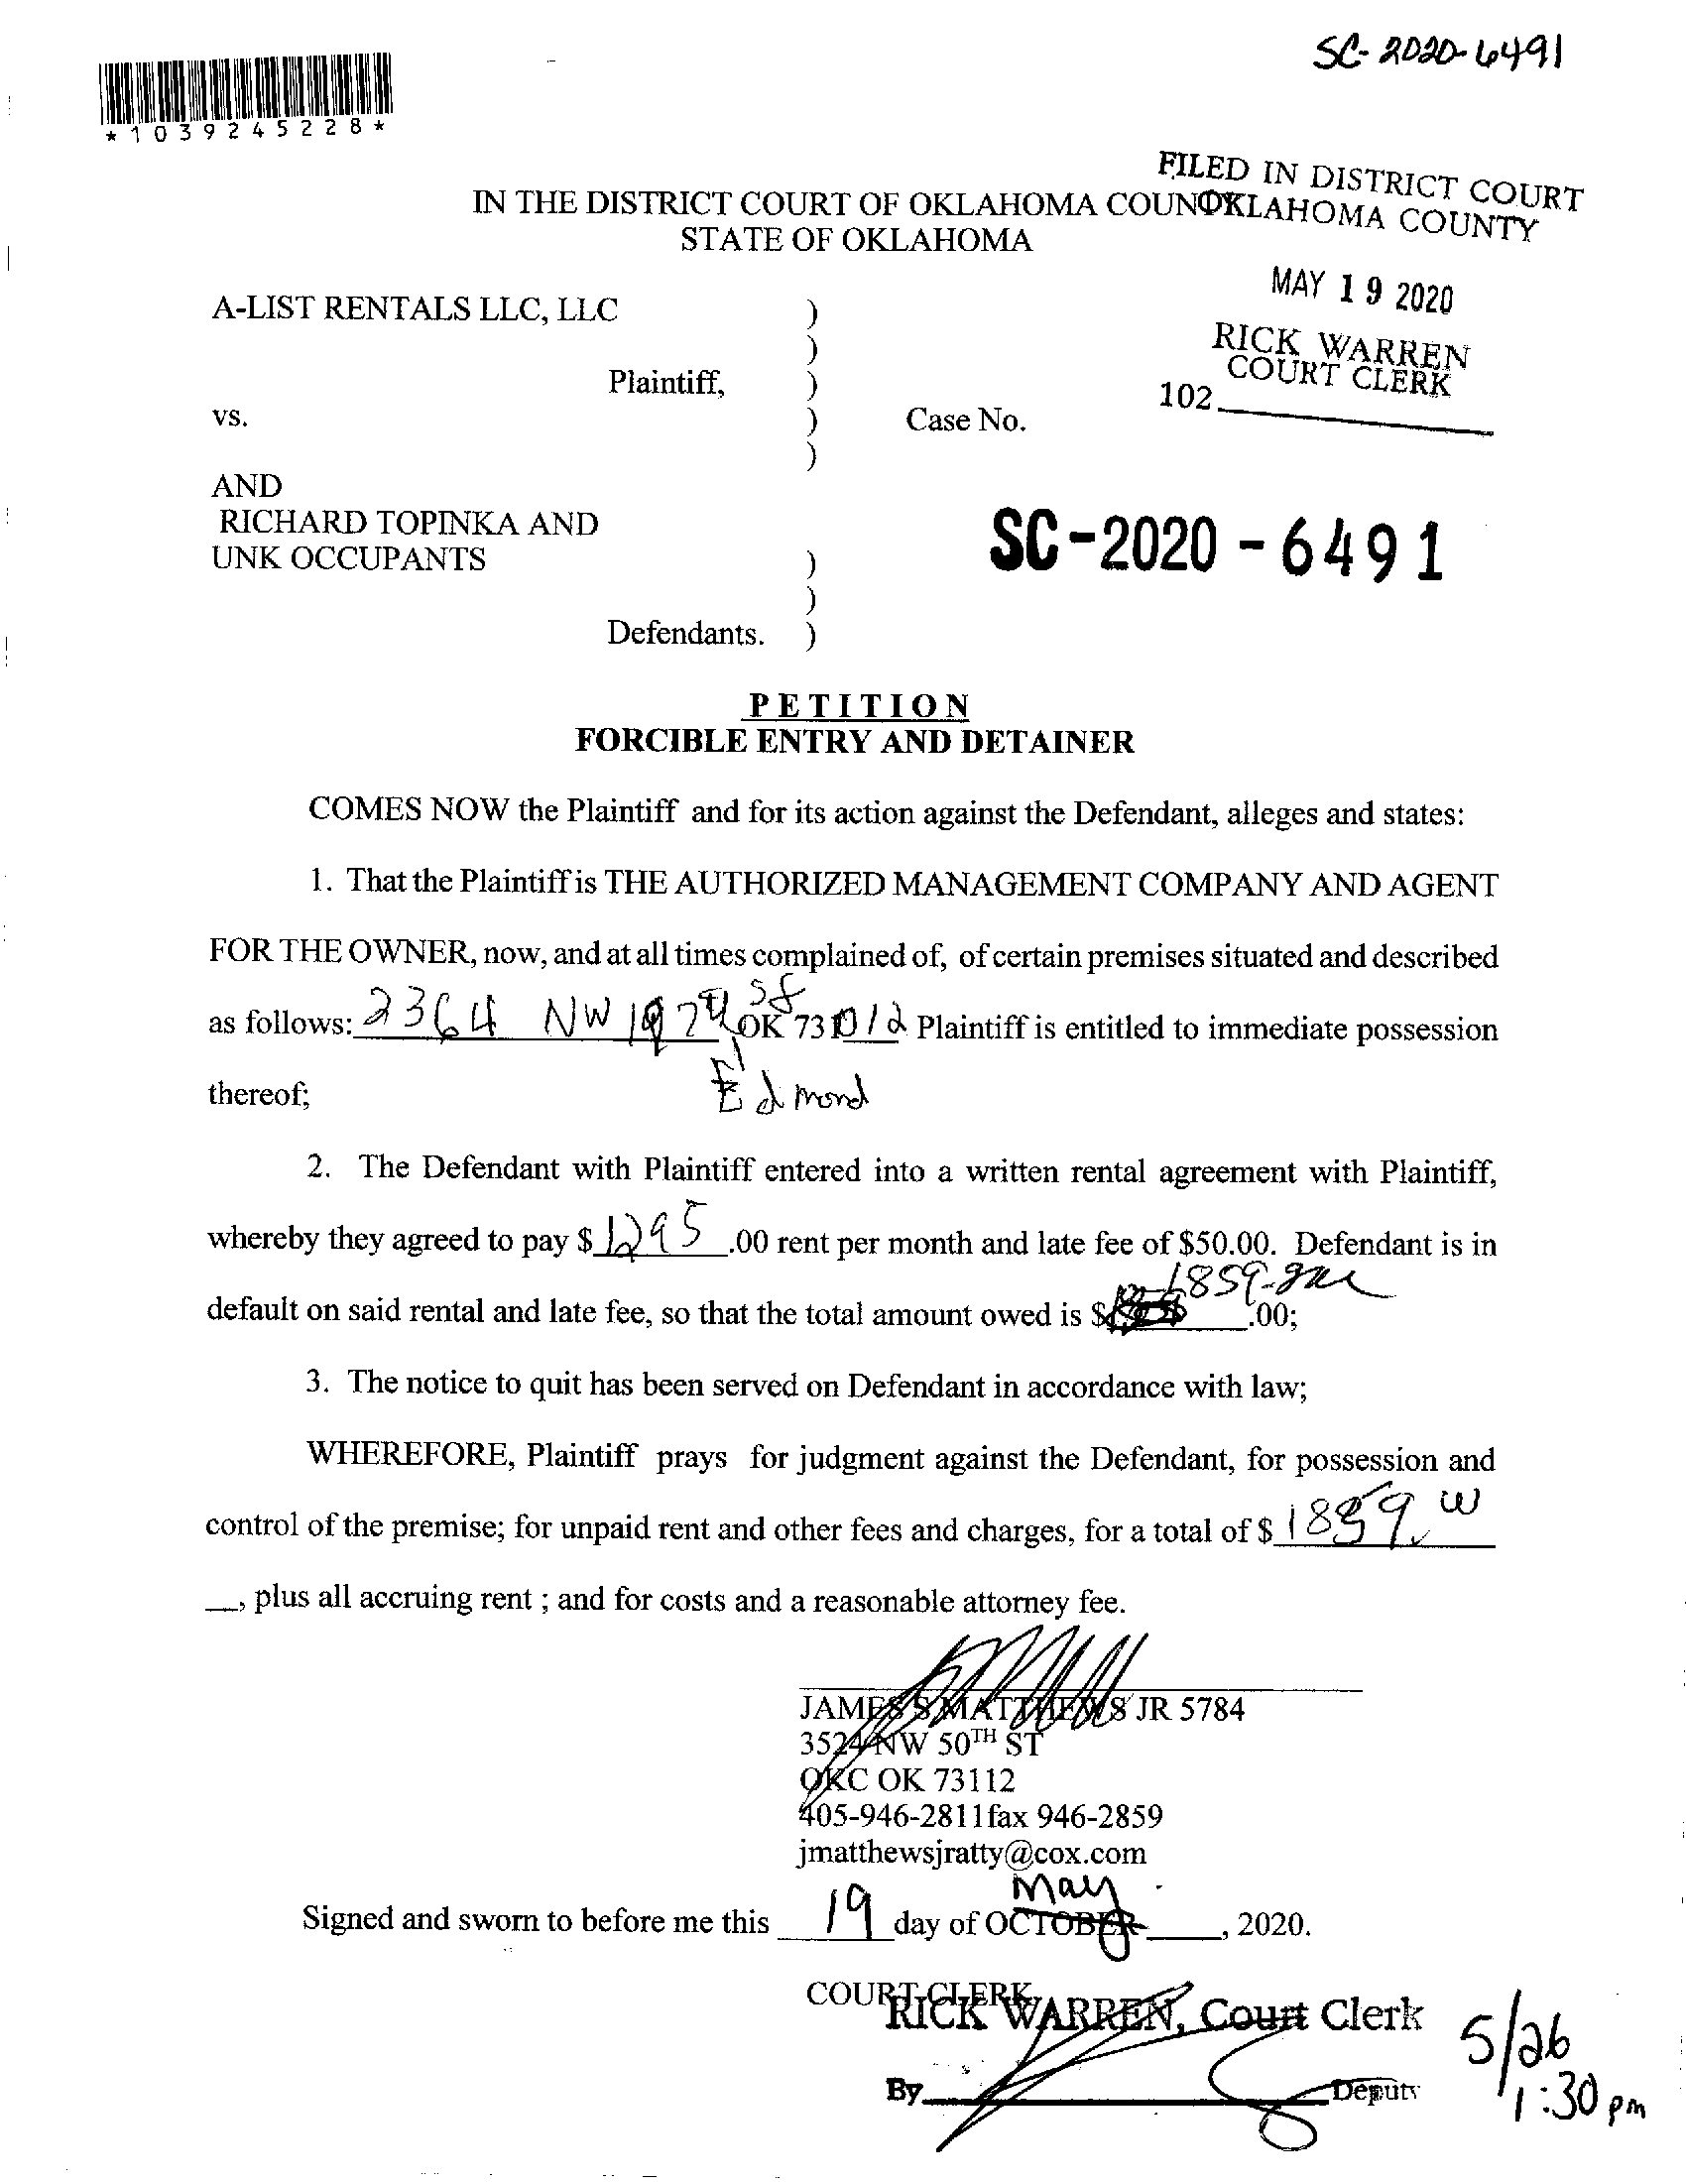 SC-2020-6491
*1039245228*
FILED IN DISTRICT COURT
OKLAHOMA COUNTY
IN THE DISTRICT COURT OF OKLAHOMA COUN
STATE OF OKLAHOMA
MAY 19 2020
RICK WARREN
COURT CLERK
102
A-LIST RENTALS LLC, LLC )
)
Plaintiff, )
vs. ) Case No.
)
AND
RICHARD TOPINKA AND
UNK OCCUPANTS )
SC-2020-6491
)
Defendants. )
PETITION
FORCIBLE ENTRY AND DETAINER
COMES NOW the Plaintiff and for its action against the Defendant, alleges and states:
1. That the Plaintiff is THE AUTHORIZED MANAGEMENT COMPANY AND AGENT
FOR THE OWNER, now, and at all times complained of, of certain premises situated and described
as follows: 2364 NW 197th St OK 73012 Plaintiff is entitled to immediate possession
Edmond
thereof;
2. The Defendant with Plaintiff entered into a written rental agreement with Plaintiff,
whereby they agreed to pay $ 1295 .00 rent per month and late fee of $50.00. Defendant is in
default on said rental and late fee, so that the total amount owed is $ 1859 .00;
3. The notice to quit has been served on Defendant in accordance with law;
WHEREFORE, Plaintiff prays for judgment against the Defendant, for possession and
control of the premise; for unpaid rent and other fees and charges, for a total of $ 1859.
__, plus all accruing rent ; and for costs and a reasonable attorney fee.
JAMES S MATTHEWS JR 5784
3524 NW 50TH ST
OKC OK 73112
405-946-2811fax 946-2859
jmatthewsjratty@cox.com
May
Signed and sworn to before me this 19 day of OCTOBER ____, 2020.
COURT CLERK
RICK WARREN, Court Clerk
By Deputy
5/26
1:30 pm